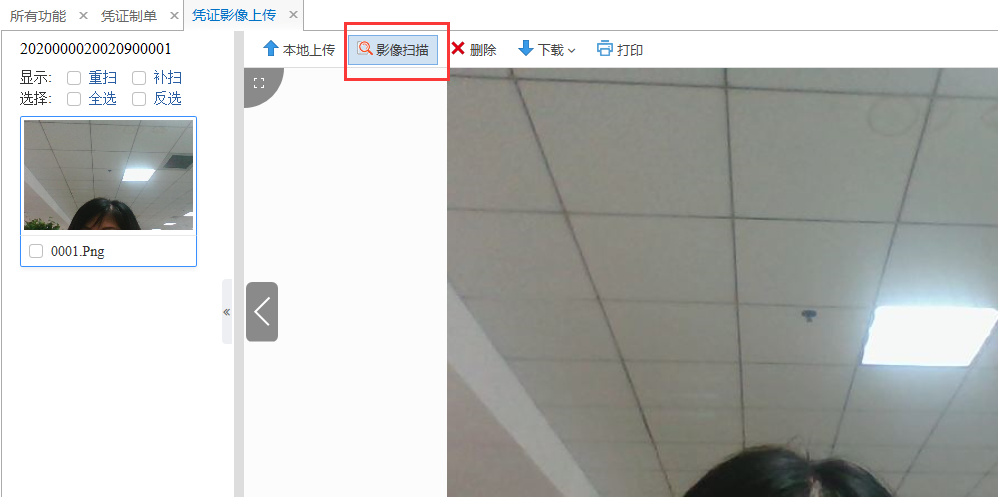 所有功能 凭证制单 凭证影像上传
2020000020020900001
本地上传 影像扫描 删除 下载 打印
显示: 重扫 补扫
选择: 全选 反选
0001.Png